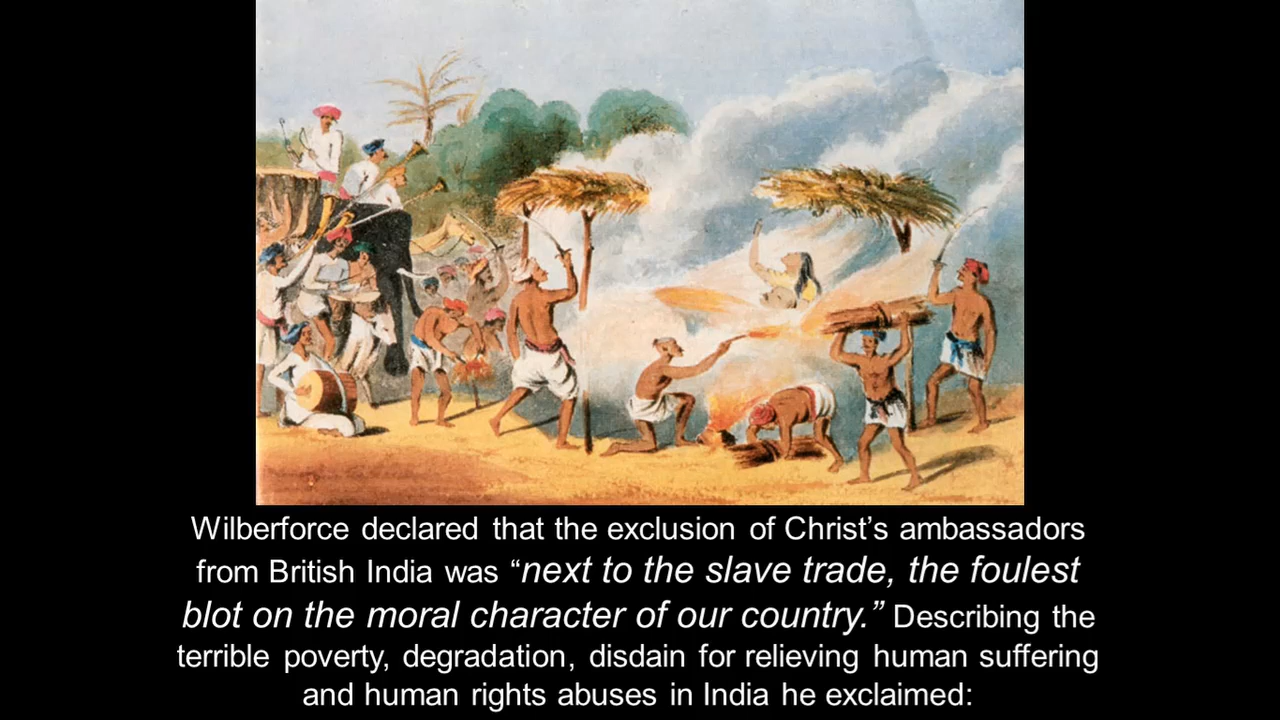 Wilberforce declared that the exclusion of Christ’s ambassadors
from British India was “next to the slave trade, the foulest
blot on the moral character of our country.” Describing the
terrible poverty, degradation, disdain for relieving human suffering
and human rights abuses in India he exclaimed: